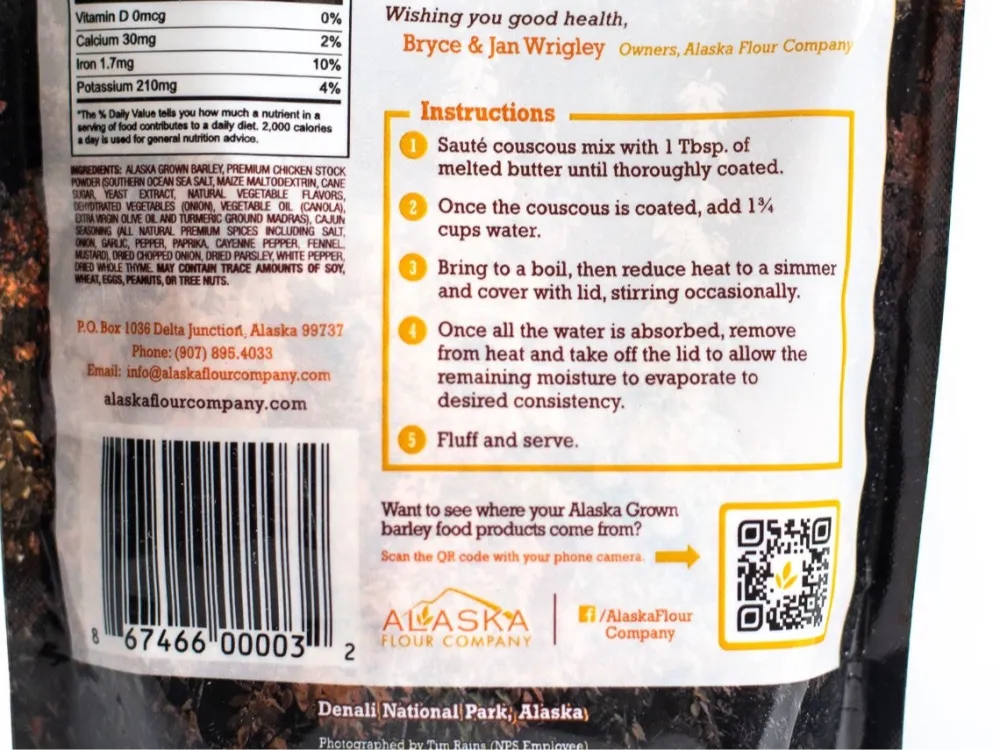 Vitamin D 0mcg 0%
Calcium 30mg 2%
Iron 1.7mg 10%
Potassium 210mg 4%
*The % Daily Value tells you how much a nutrient in a
serving of food contributes to a daily diet. 2,000 calories
a day is used for general nutrition advice.
INGREDIENTS: ALASKA GROWN BARLEY, PREMIUM CHICKEN STOCK
POWDER (SOUTHERN OCEAN SEA SALT, MAIZE MALTODEXTRIN, CANE
SUGAR, YEAST EXTRACT, NATURAL VEGETABLE FLAVORS,
DEHYDTRATED VEGETABLES (ONION), VEGETABLE OIL (CANOLA),
EXTRA VIRGIN OLIVE OIL AND TURMERIC GROUND MADRAS), CAJUN
SEASONING (ALL NATURAL PREMIUM SPICES INCLUDING SALT,
ONION, GARLIC, PEPPER, PAPRIKA, CAYENNE PEPPER, FENNEL,
MUSTARD), DRIED CHOPPED ONION, DRIED PARSLEY, WHITE PEPPER,
DRIED WHOLE THYME. MAY CONTAIN TRACE AMOUNTS OF SOY,
WHEAT, EGGS, PEANUTS, OR TREE NUTS.
P.O. Box 1036 Delta Junction, Alaska 99737
Phone: (907) 895.4033
Email: info@alaskaflourcompany.com
alaskaflourcompany.com
8 67466 00003 2
Wishing you good health,
Bryce & Jan Wrigley Owners, Alaska Flour Company
Instructions
1 Sauté couscous mix with 1 Tbsp. of
melted butter until thoroughly coated.
2 Once the couscous is coated, add 1¾
cups water.
3 Bring to a boil, then reduce heat to a simmer
and cover with lid, stirring occasionally.
4 Once all the water is absorbed, remove
from heat and take off the lid to allow the
remaining moisture to evaporate to
desired consistency.
5 Fluff and serve.
Want to see where your Alaska Grown
barley food products come from?
Scan the QR code with your phone camera.
ALASKA
FLOUR COMPANY
f /AlaskaFlour
Company
Denali National Park, Alaska
Photographed by Tim Rains (NPS Employee)